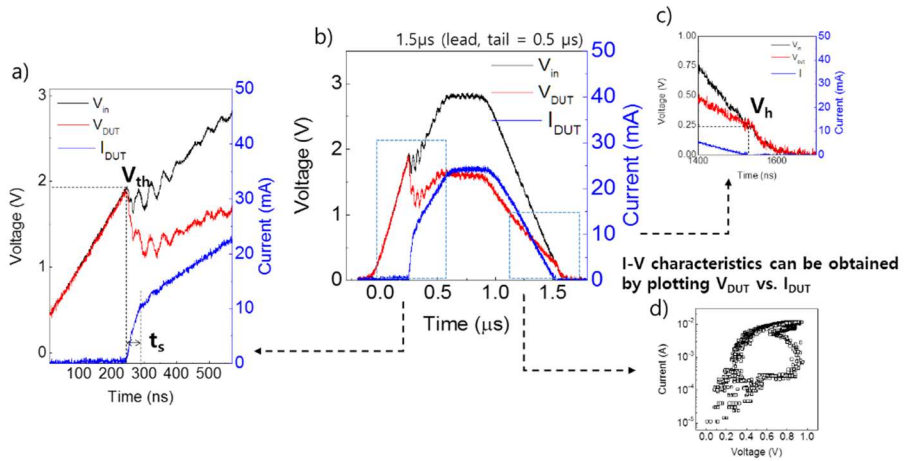 a)
50
3
V_in
V_DUT
I_DUT
40
V_th
2
30
Voltage (V)
Current (mA)
20
1
10
t_s
0
0
100 200 300 400 500
Time (ns)
b)
1.5μs (lead, tail = 0.5 μs)
4
50
V_in
V_DUT
I_DUT
3
40
30
2
Voltage (V)
Current (mA)
20
1
10
0
0
0.0 0.5 1.0 1.5
Time (μs)
c)
1.00
50
V_in
V_out
I
40
0.75
30
0.50
V_h
Voltage (V)
Current (mA)
20
0.25
10
0.00
0
1400 1600
Time (ns)
I-V characteristics can be obtained
by plotting V_DUT vs. I_DUT
d)
10^-2
10^-3
Current (A)
10^-4
10^-5
0.0 0.2 0.4 0.6 0.8 1.0
Voltage (V)